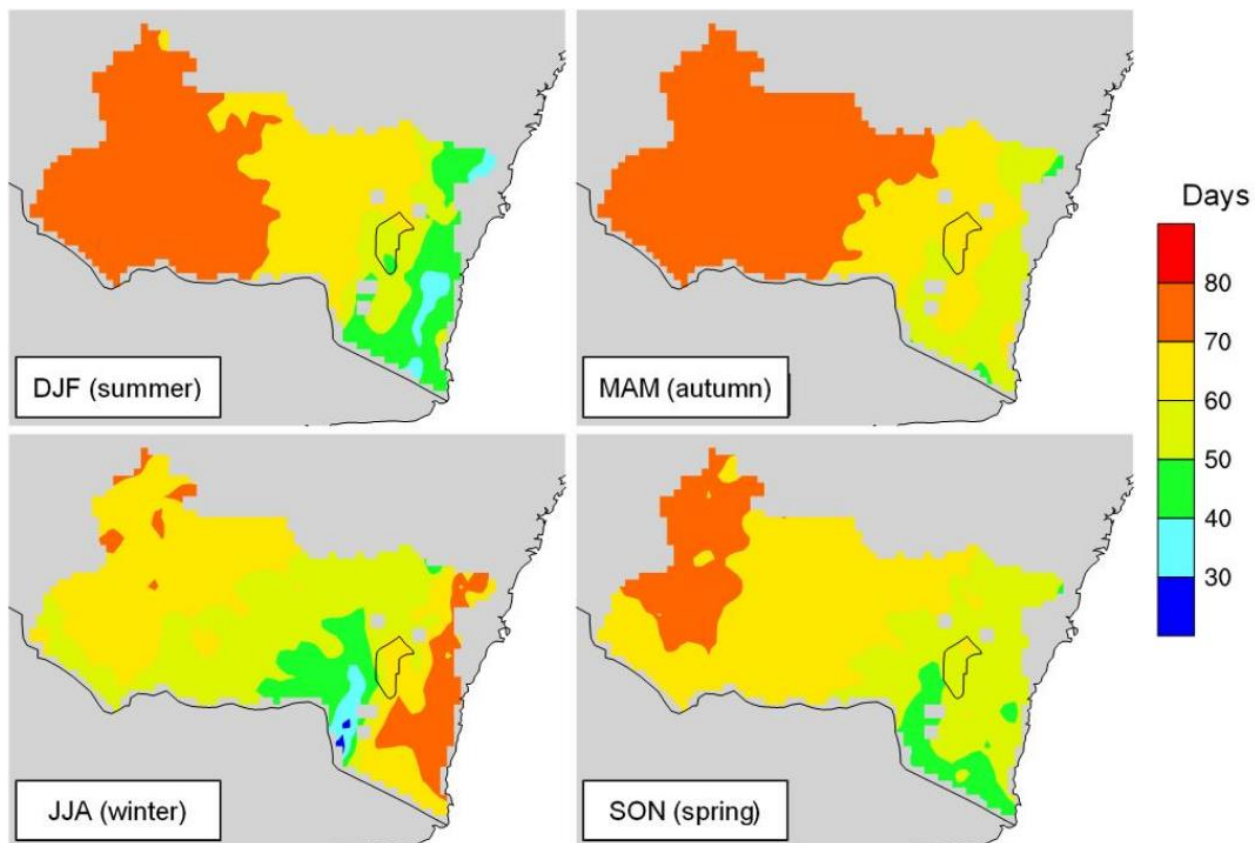 DJF (summer)
MAM (autumn)
Days
80
70
60
50
40
30
JJA (winter)
SON (spring)